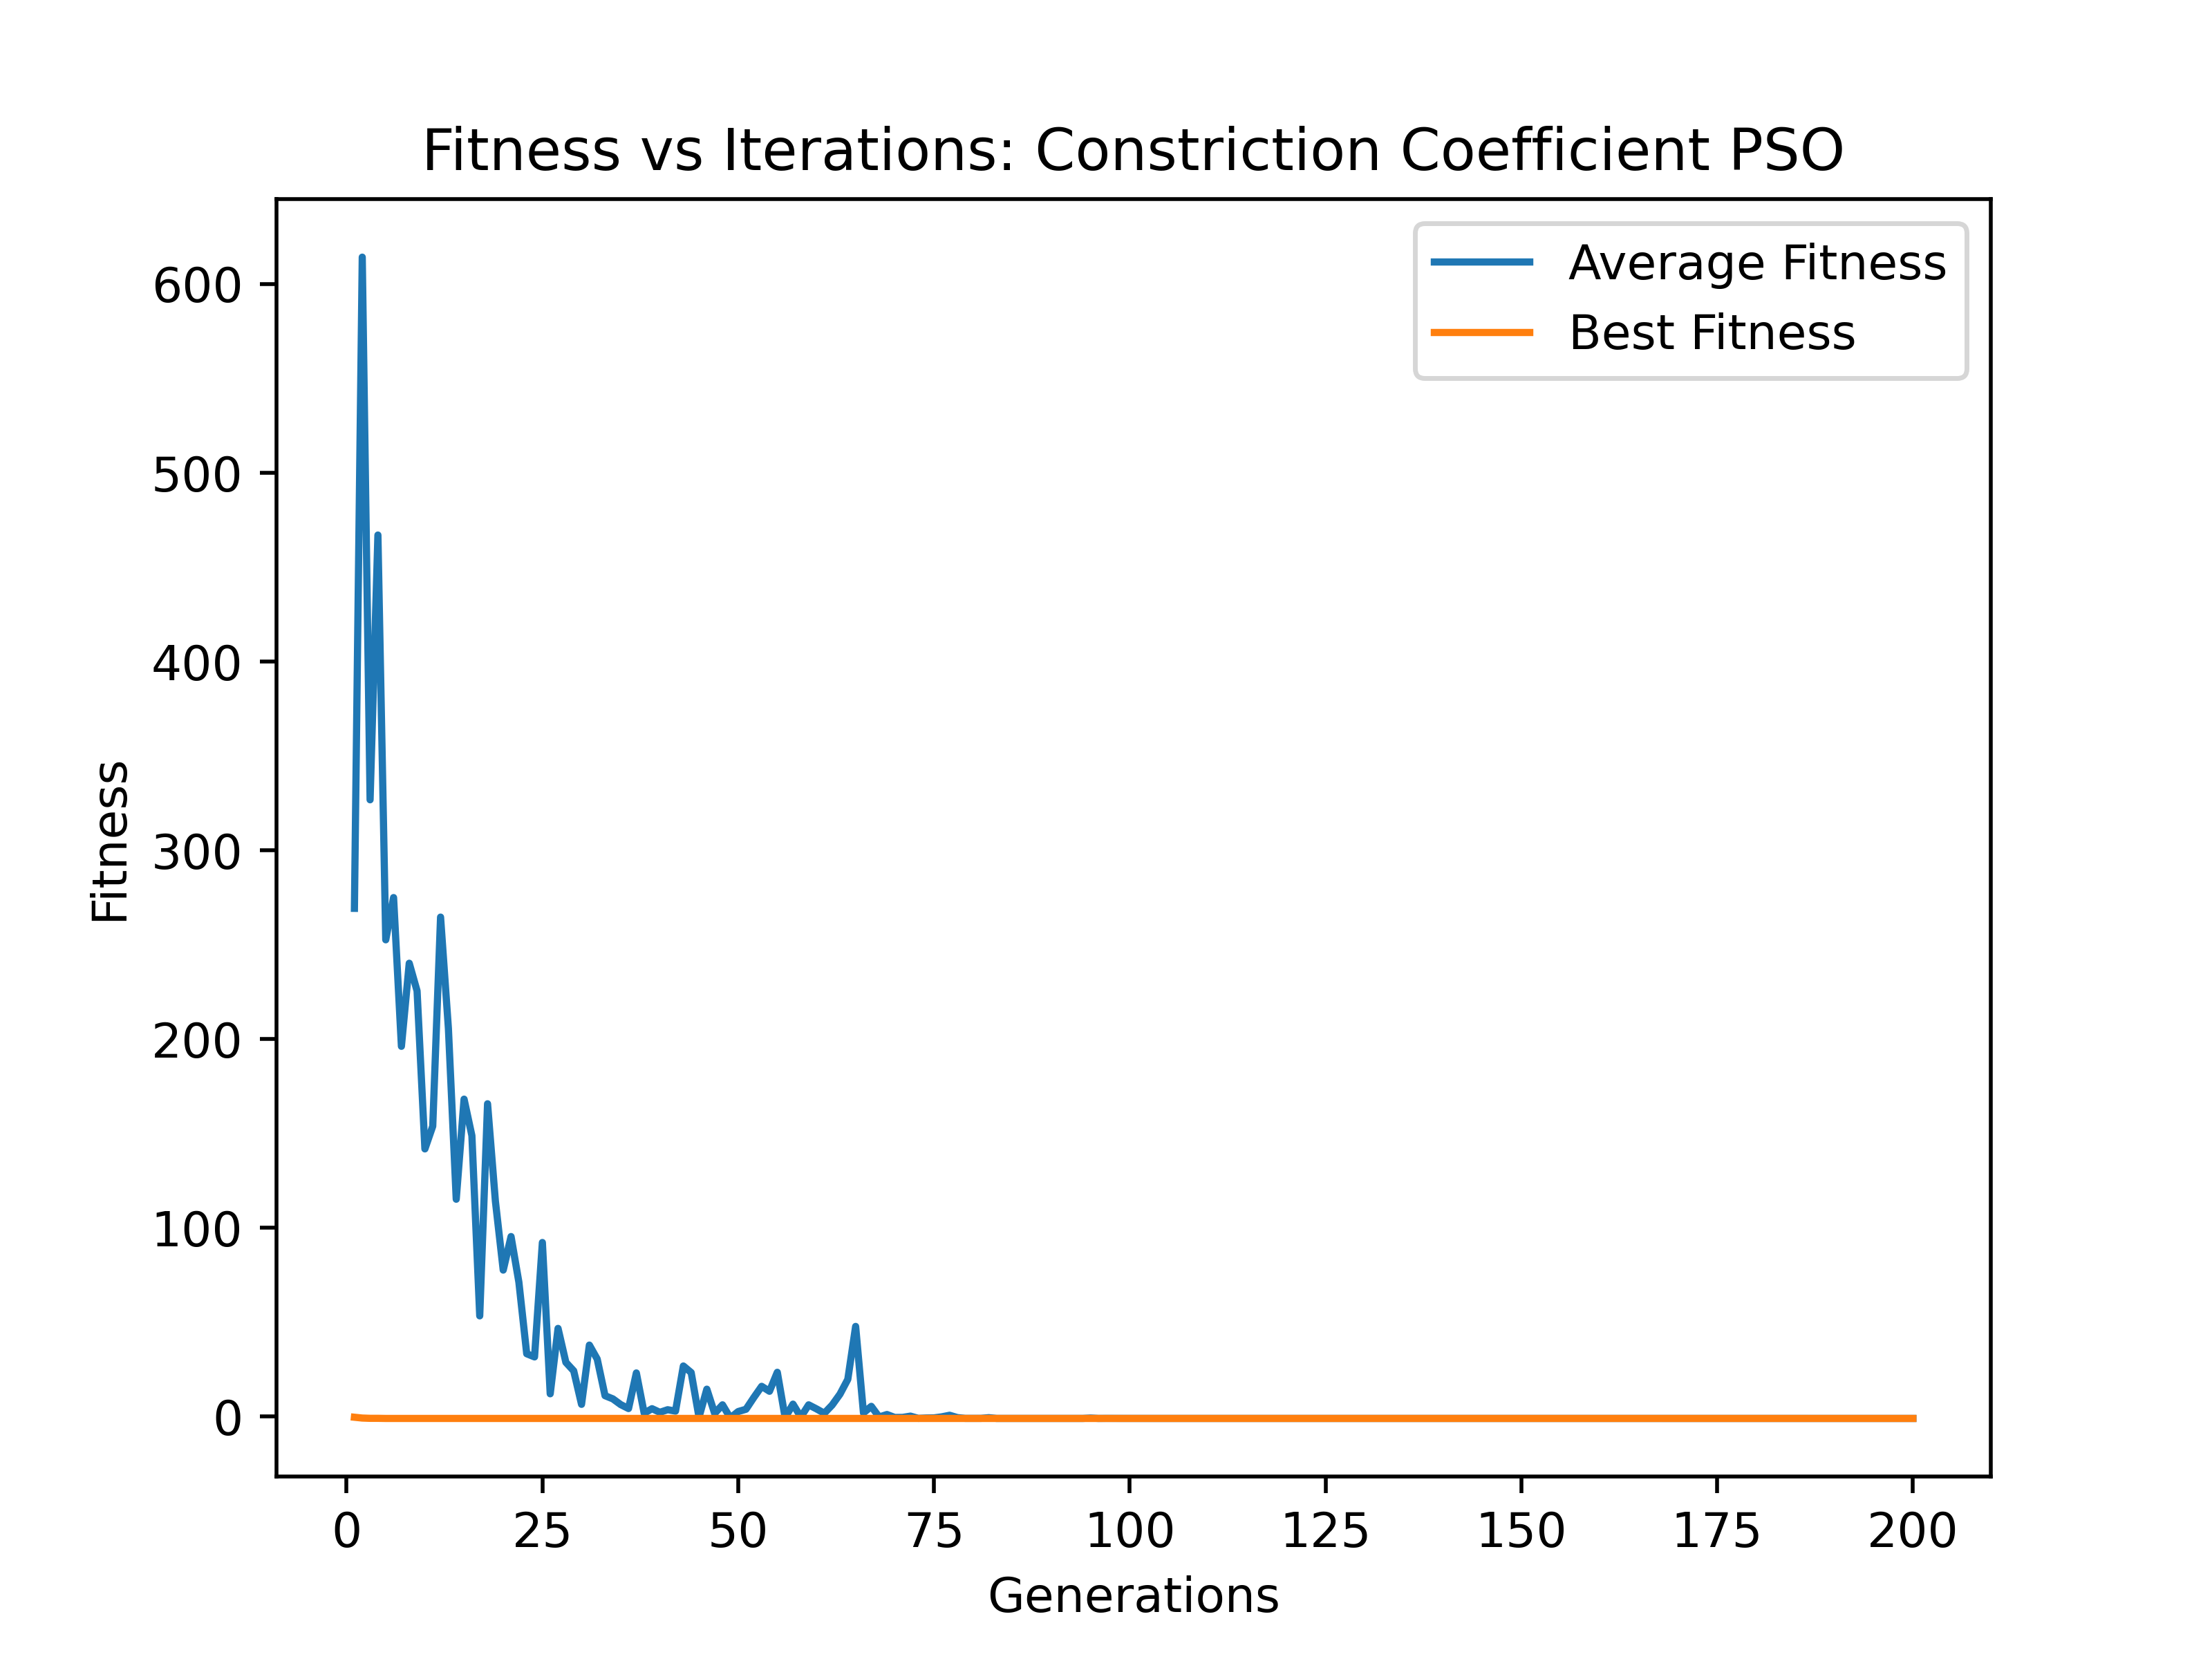 Fitness vs Iterations: Constriction Coefficient PSO
Average Fitness
Best Fitness
600
500
400
300
200
100
0
Fitness
0 25 50 75 100 125 150 175 200
Generations